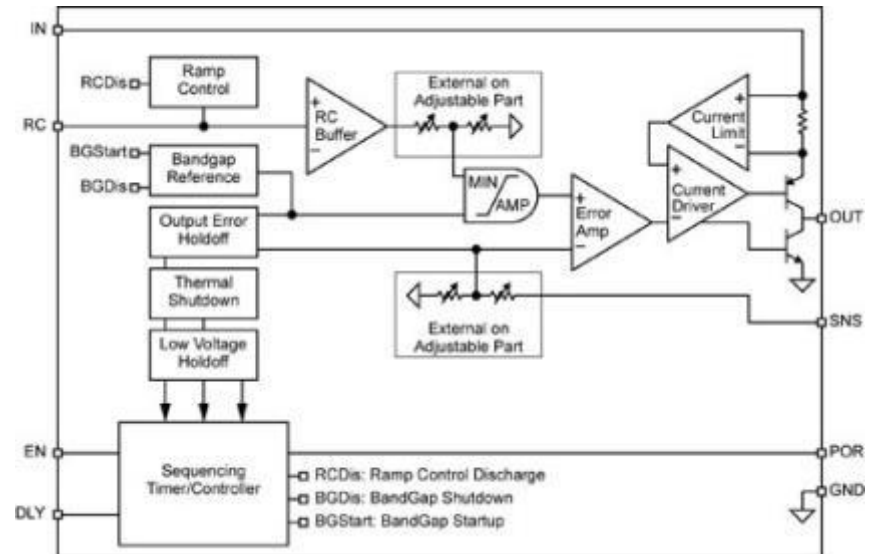 IN
RCDis
Ramp
Control
RC
+
RC
Buffer
−
External on
Adjustable Part
+
Current
Limit
−
BGStart
BGDis
Bandgap
Reference
MIN
AMP
+
Current
Driver
−
Output Error
Holdoff
+
Error
Amp
−
OUT
Thermal
Shutdown
External on
Adjustable Part
SNS
Low Voltage
Holdoff
EN
POR
Sequencing
Timer/Controller
RCDis: Ramp Control Discharge
BGDis: BandGap Shutdown
BGStart: BandGap Startup
GND
DLY